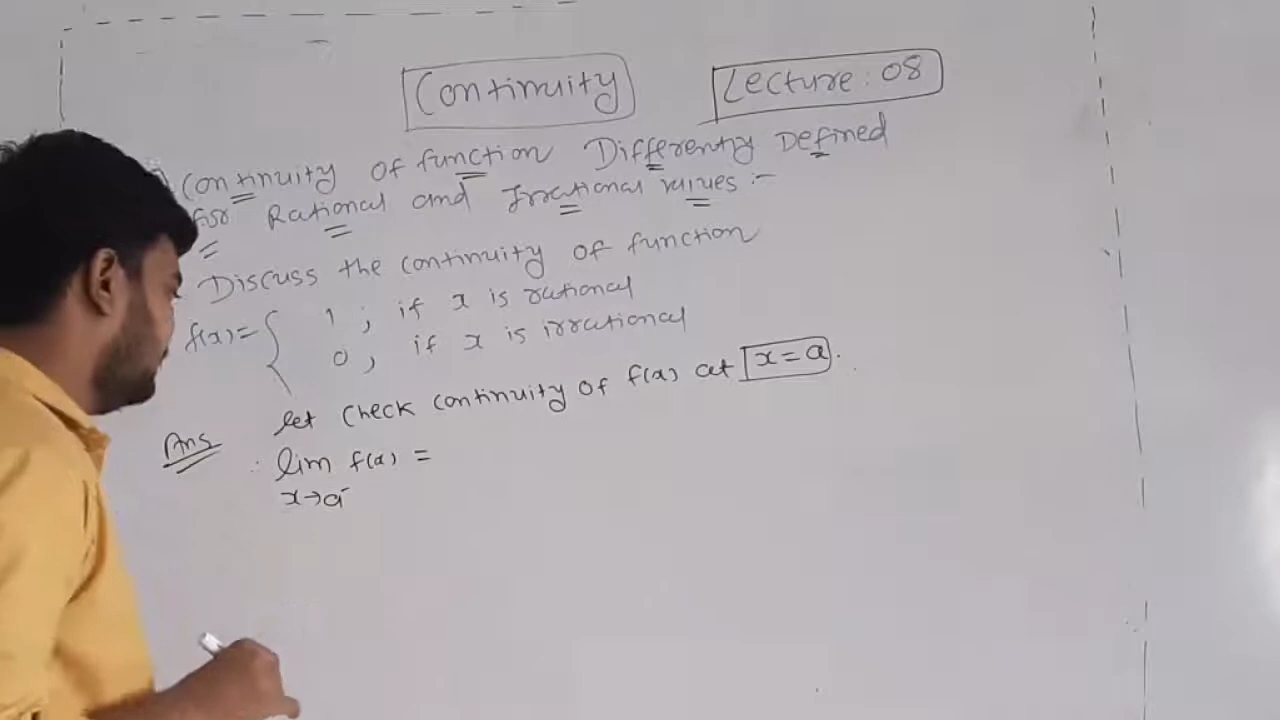 Continuity
Lecture: 08
Continuity of function Differently Defined
for Rational and Irrational values :-
Discuss the continuity of function
f(x) = { 1 ; if x is rational
0 , if x is irrational
Ans let check continuity of f(x) at x = a.
lim f(x) =
x→a⁻